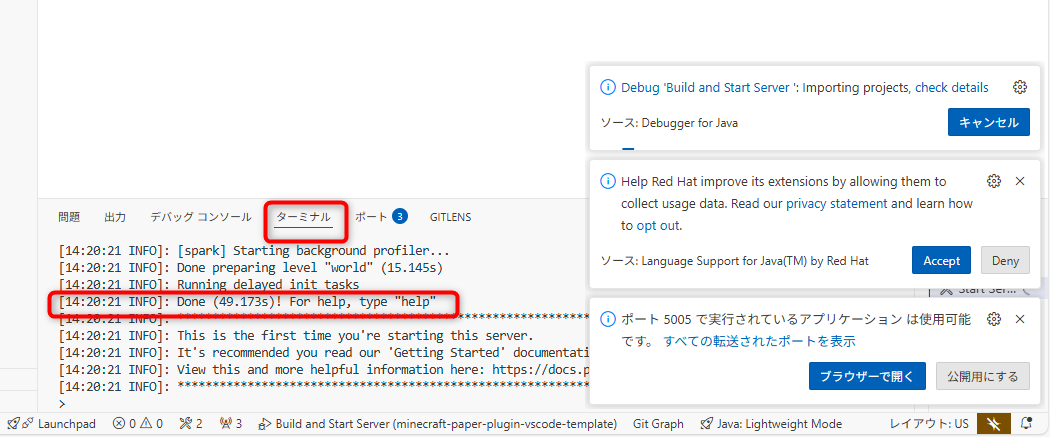 Debug 'Build and Start Server ': Importing projects, check details
ソース: Debugger for Java
キャンセル
Help Red Hat improve its extensions by allowing them to
collect usage data. Read our privacy statement and learn how
to opt out.
ソース: Language Support for Java(TM) by Red Hat
Accept
Deny
ポート 5005 で実行されているアプリケーション は使用可能
です。 すべての転送されたポートを表示
ブラウザーで開く
公開用にする
問題 出力 デバッグ コンソール ターミナル ポート 3 GITLENS
[14:20:21 INFO]: [spark] Starting background profiler...
[14:20:21 INFO]: Done preparing level "world" (15.145s)
[14:20:21 INFO]: Running delayed init tasks
[14:20:21 INFO]: Done (49.173s)! For help, type "help"
[14:20:21 INFO]: ************************************************************
[14:20:21 INFO]: This is the first time you're starting this server.
[14:20:21 INFO]: It's recommended you read our 'Getting Started' documentati
[14:20:21 INFO]: View this and more helpful information here: https://docs.p
[14:20:21 INFO]: ************************************************************
>
Start Ser...
Launchpad 0 0 2 3 Build and Start Server (minecraft-paper-plugin-vscode-template) Git Graph Java: Lightweight Mode レイアウト: US